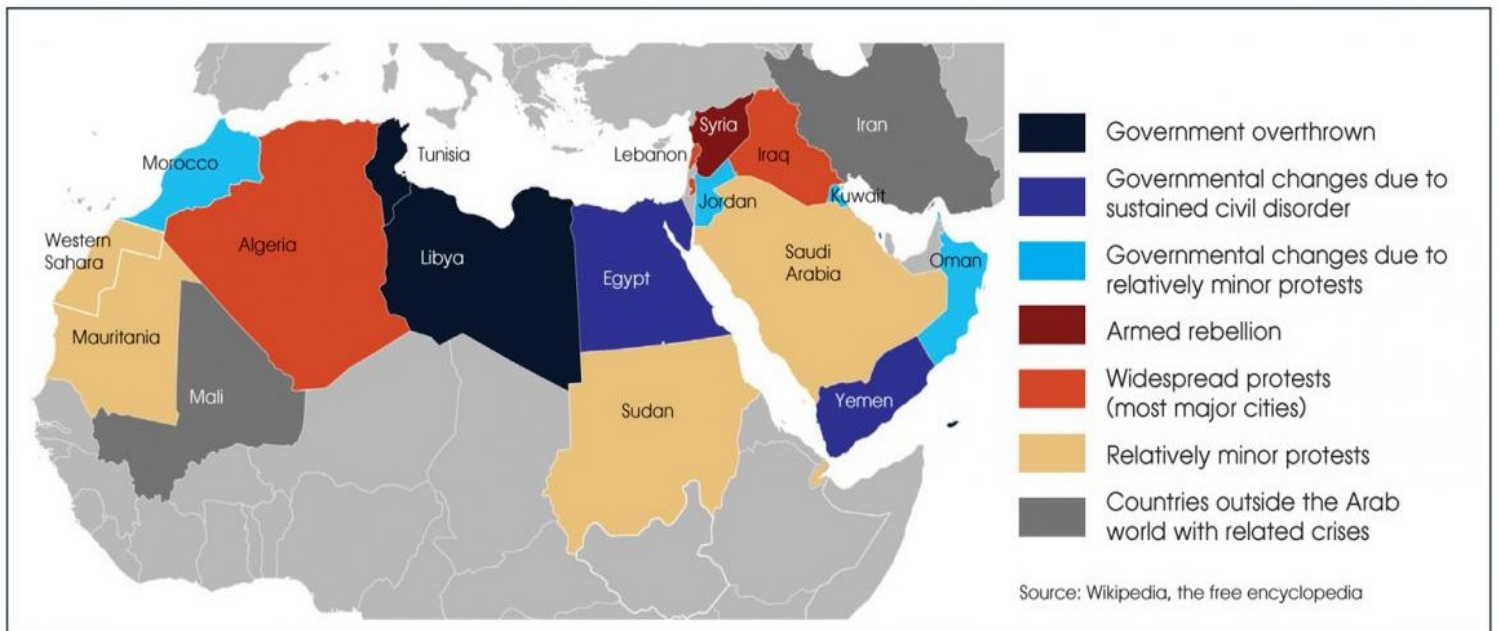 Syria
Iran
Tunisia
Lebanon
Iraq
Morocco
Kuwait
Jordan
Western
Sahara
Algeria
Libya
Egypt
Saudi
Arabia
Oman
Mauritania
Mali
Sudan
Yemen
Government overthrown
Governmental changes due to
sustained civil disorder
Governmental changes due to
relatively minor protests
Armed rebellion
Widespread protests
(most major cities)
Relatively minor protests
Countries outside the Arab
world with related crises
Source: Wikipedia, the free encyclopedia